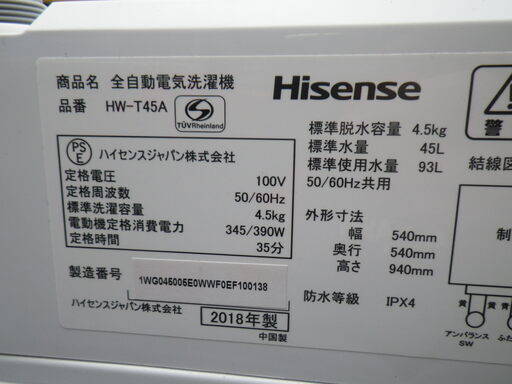 商品名 全自動電気洗濯機
品番 HW-T45A
TÜVRheinland
PS
E
ハイセンスジャパン株式会社
定格電圧 100V
定格周波数 50/60Hz
標準洗濯容量 4.5kg
電動機定格消費電力 345/390W
定格時間 35分
製造番号 1WG045005E0WWF0EF100138
ハイセンスジャパン株式会社
2018年製
中国製
Hisense
標準脱水容量 4.5kg
標準水量 45L
標準使用水量 93L
50/60Hz共用
外形寸法
幅 540mm
奥行 540mm
高さ 940mm
防水等級 IPX4
警
結線図
制
黄 黄 青
アンバランス
SW
ふた